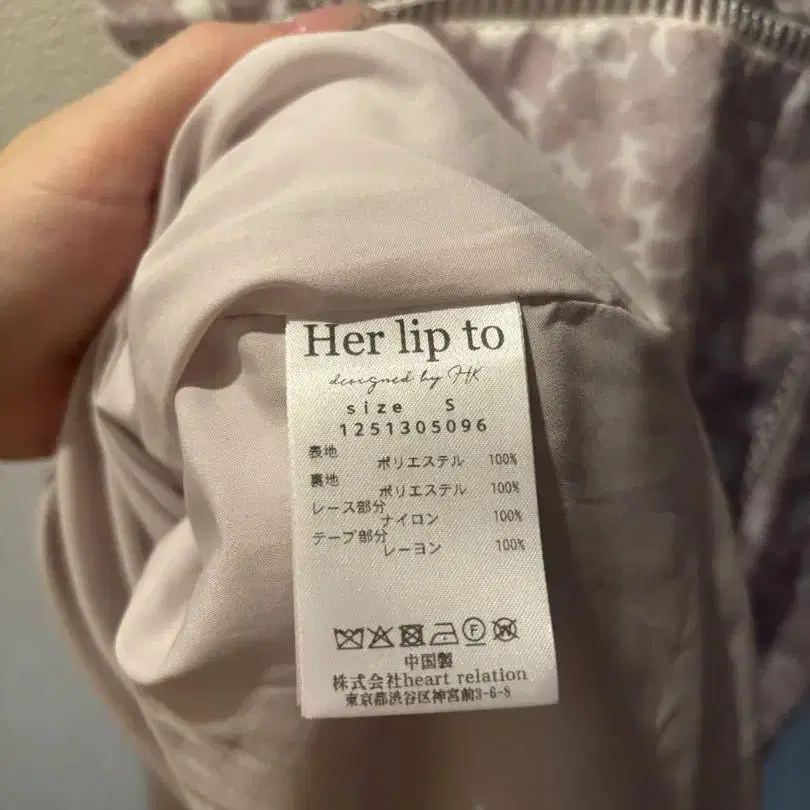 Her lip to
designed by HK
size S
1251305096
表地
ポリエステル 100%
裏地
ポリエステル 100%
レース部分
ナイロン 100%
テープ部分
レーヨン 100%
F W
中国製
株式会社heart relation
東京都渋谷区神宮前3-6-8